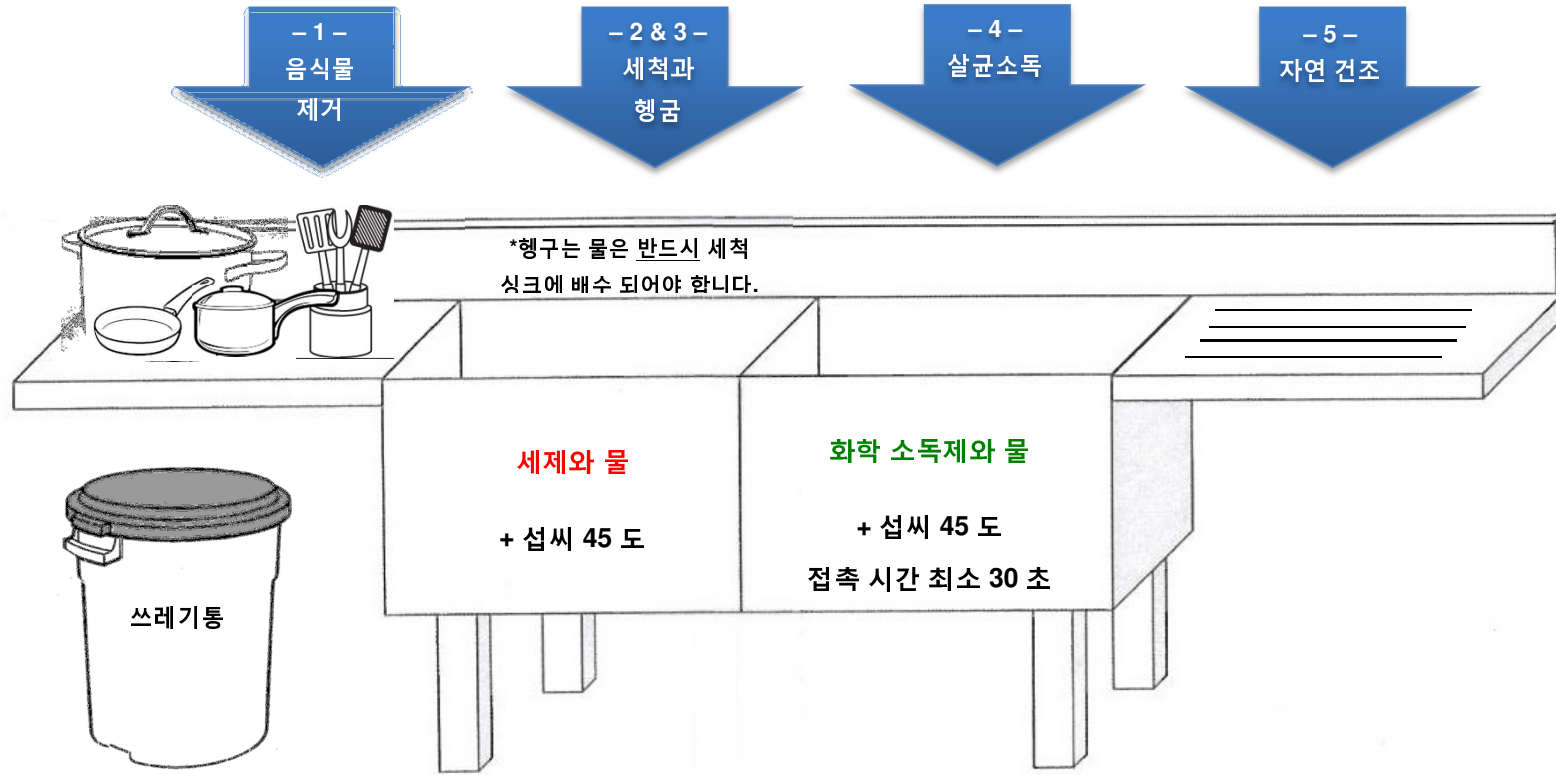 – 1 –
음식물
제거
– 2 & 3 –
세척과
헹굼
– 4 –
살균소독
– 5 –
자연 건조
*헹구는 물은 반드시 세척
싱크에 배수 되어야 합니다.
세제와 물
+ 섭씨 45 도
화학 소독제와 물
+ 섭씨 45 도
접촉 시간 최소 30 초
쓰레기통